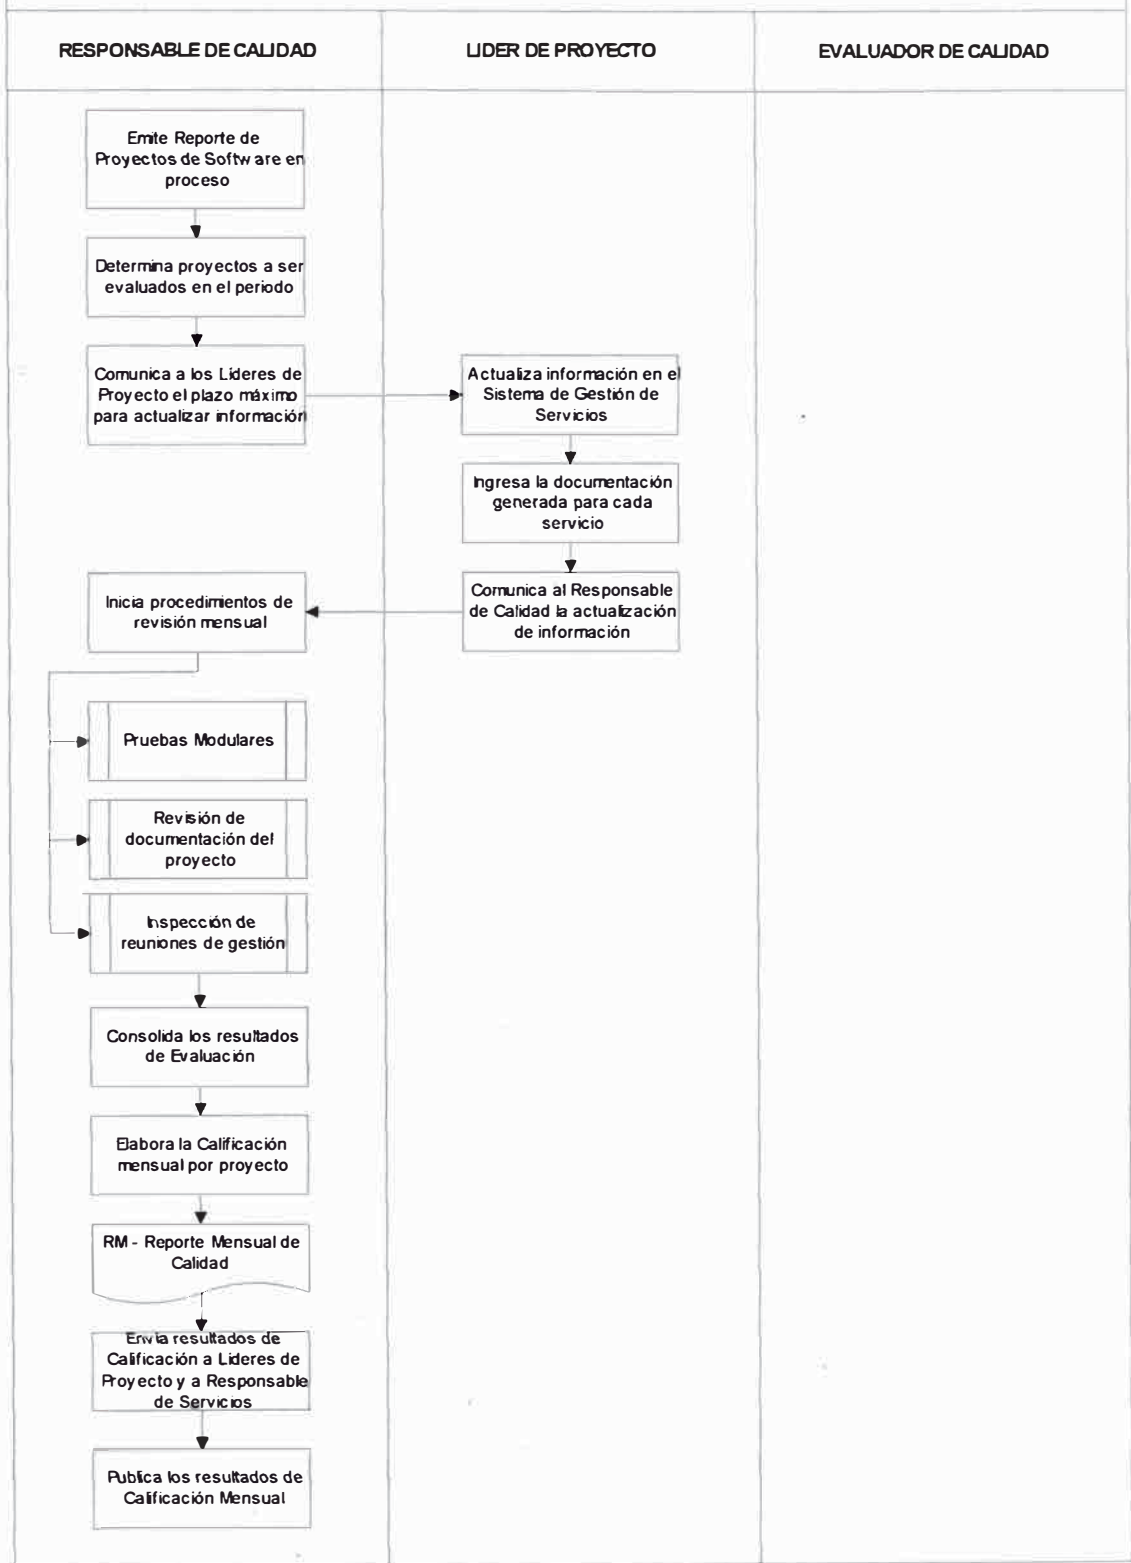 RESPONSABLE DE CALIDAD
LIDER DE PROYECTO
EVALUADOR DE CALIDAD
Emite Reporte de
Proyectos de Software en
proceso
Determina proyectos a ser
evaluados en el periodo
Comunica a los Lideres de
Proyecto el plazo máximo
para actualizar información
Actualiza información en el
Sistema de Gestión de
Servicios
Ingresa la documentación
generada para cada
servicio
Comunica al Responsable
de Calidad la actualización
de información
Inicia procedimientos de
revisión mensual
Pruebas Modulares
Revisión de
documentación del
proyecto
Inspección de
reuniones de gestión
Consolida los resultados
de Evaluación
Elabora la Calificación
mensual por proyecto
RM - Reporte Mensual de
Calidad
Envía resultados de
Calificación a Lideres de
Proyecto y a Responsable
de Servicios
Publica los resultados de
Calificación Mensual